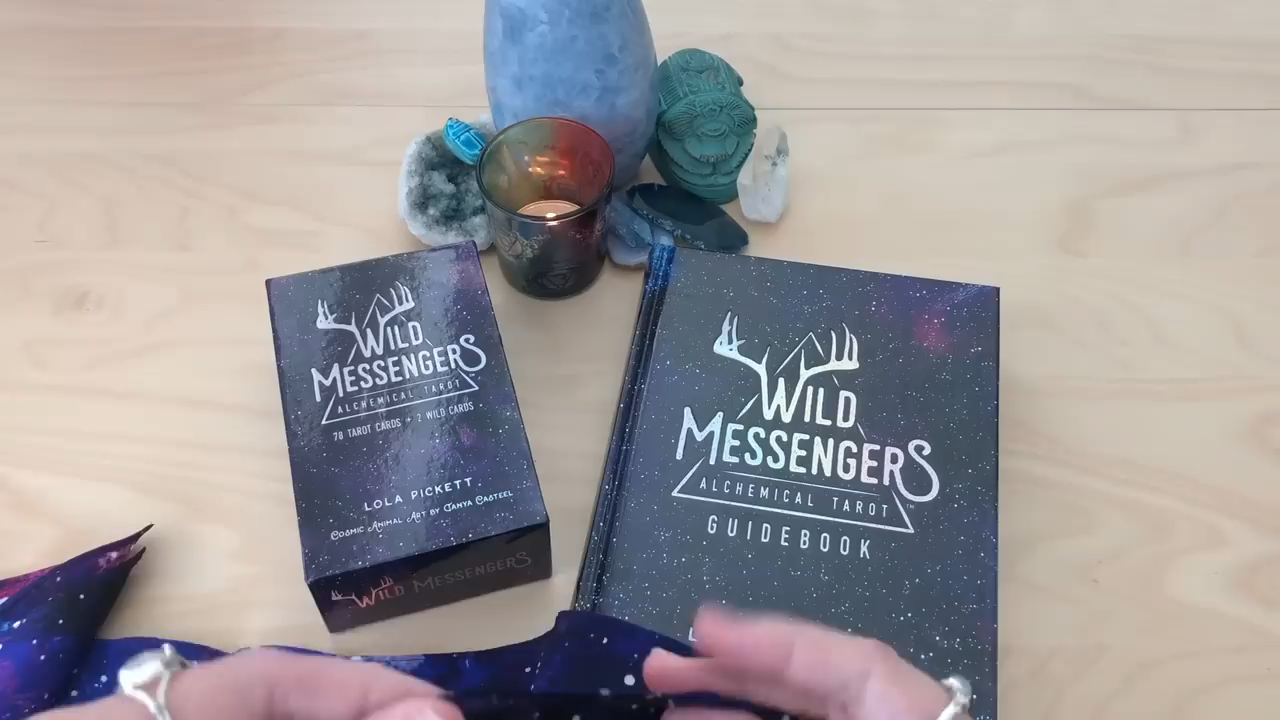 WILD
MESSENGERS
ALCHEMICAL TAROT
78 TAROT CARDS + 2 WILD CARDS
LOLA PICKETT
COSMIC ANIMAL ART BY TANYA CASTEEL
WILD MESSENGERS
WILD
MESSENGERS
ALCHEMICAL TAROT
TM
GUIDEBOOK